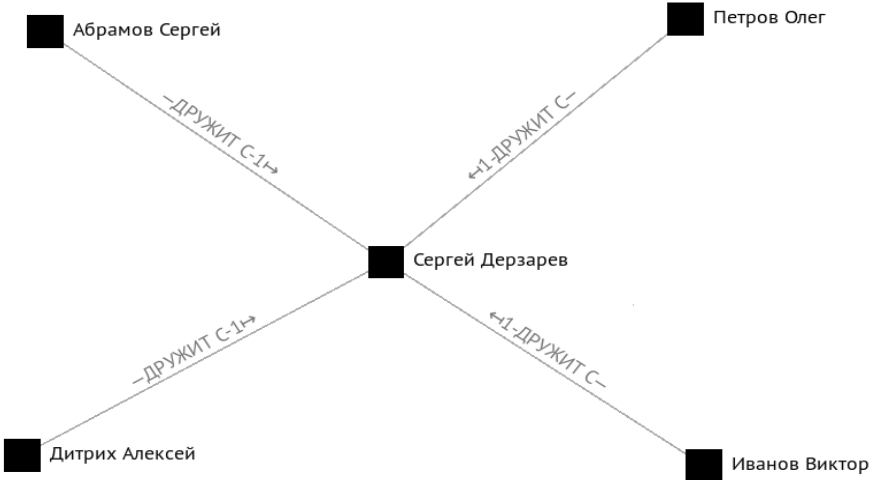 Петров Олег
Абрамов Сергей
–ДРУЖИТ С-1↦
↤1-ДРУЖИТ С–
Сергей Дерзарев
–ДРУЖИТ С-1↦
↤1-ДРУЖИТ С–
Дитрих Алексей
Иванов Виктор